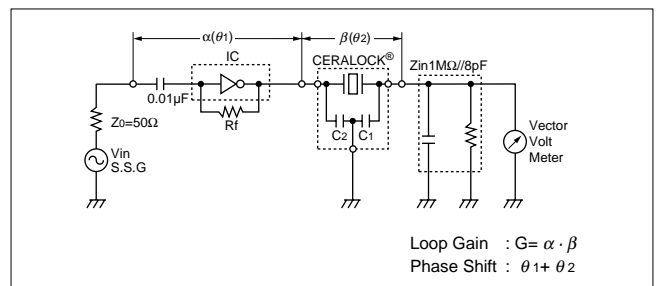 α(θ1)
β(θ2)
IC
CERALOCK®
Zin1MΩ//8pF
0.01µF
Rf
Z0=50Ω
C2
C1
Vin
S.S.G
Vector
Volt
Meter
Loop Gain : G= α · β
Phase Shift : θ1+ θ2